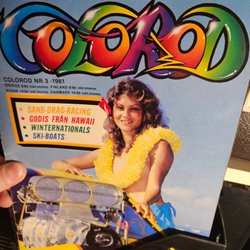 COLOROD
COLOROD NR 3 -1981
• SAND-DRAG-RACING
• GODIS FRÅN HAWAII
• WINTERNATIONALS
• SKI-BOATS